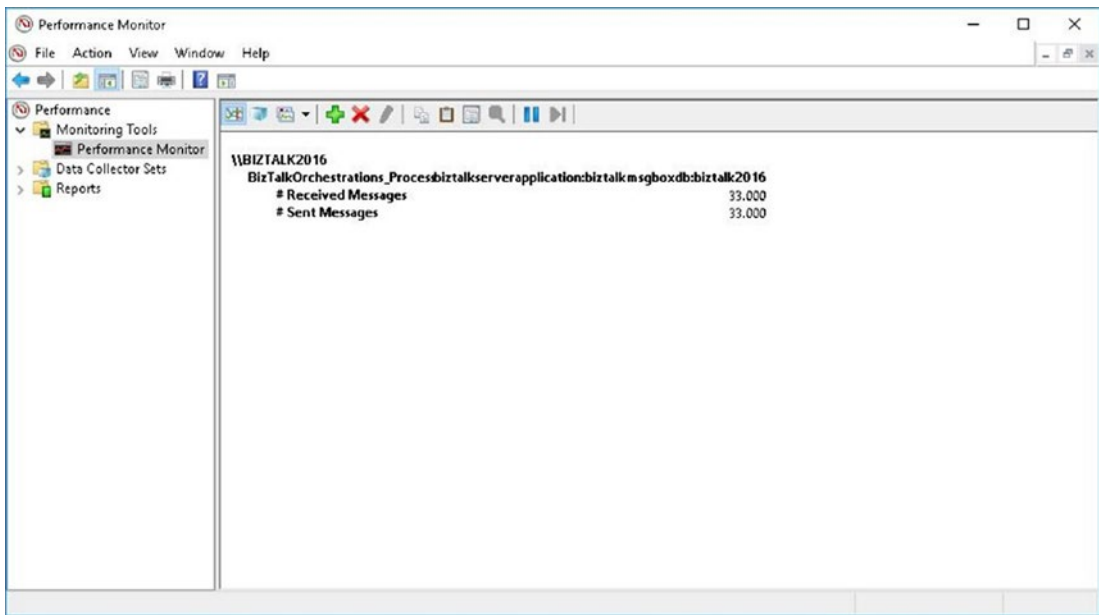 Performance Monitor
File Action View Window Help
Performance
Monitoring Tools
Performance Monitor
Data Collector Sets
Reports
\\BIZTALK2016
BizTalkOrchestrations_Processbiztalkserverapplication:biztalkmsgboxdb:biztalk2016
# Received Messages 33.000
# Sent Messages 33.000